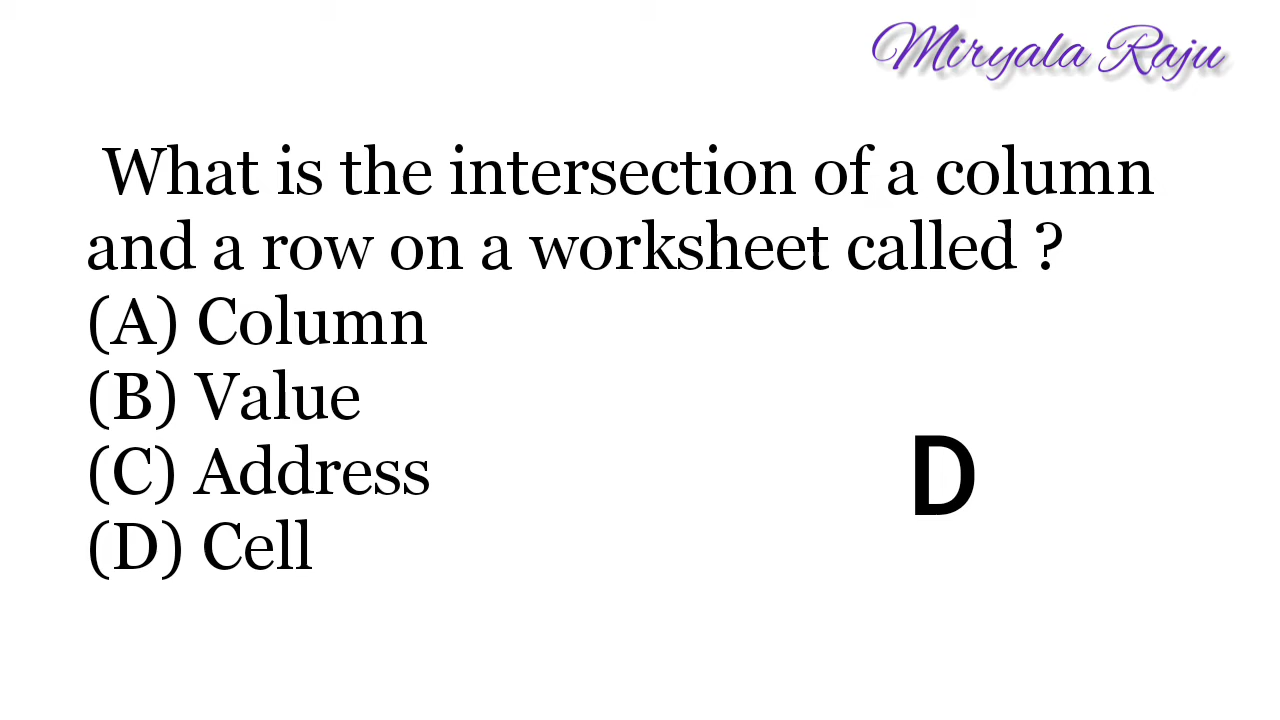 Miryala Raju
What is the intersection of a column
and a row on a worksheet called ?
(A) Column
(B) Value
(C) Address
(D) Cell
D